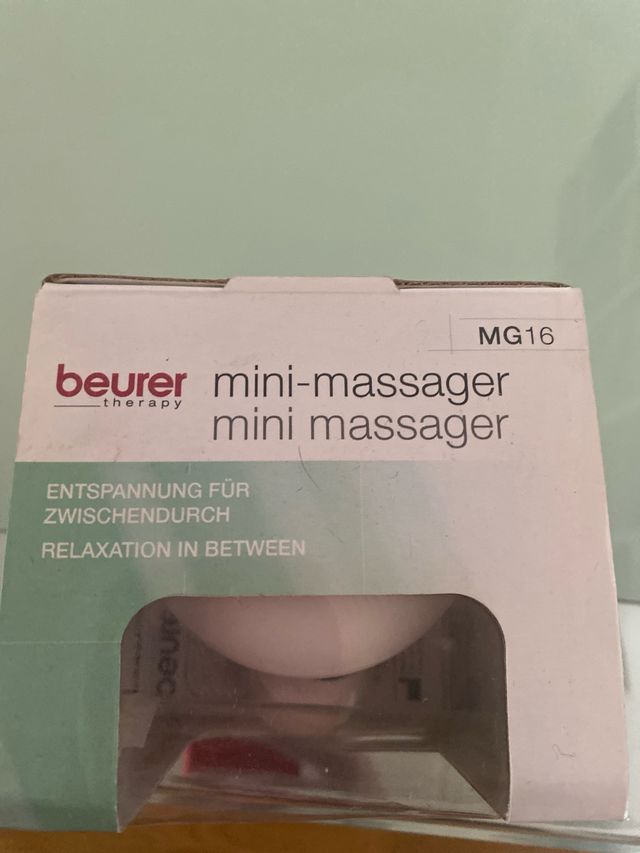 MG16
beurer
therapy
mini-massager
mini massager
ENTSPANNUNG FÜR
ZWISCHENDURCH
RELAXATION IN BETWEEN